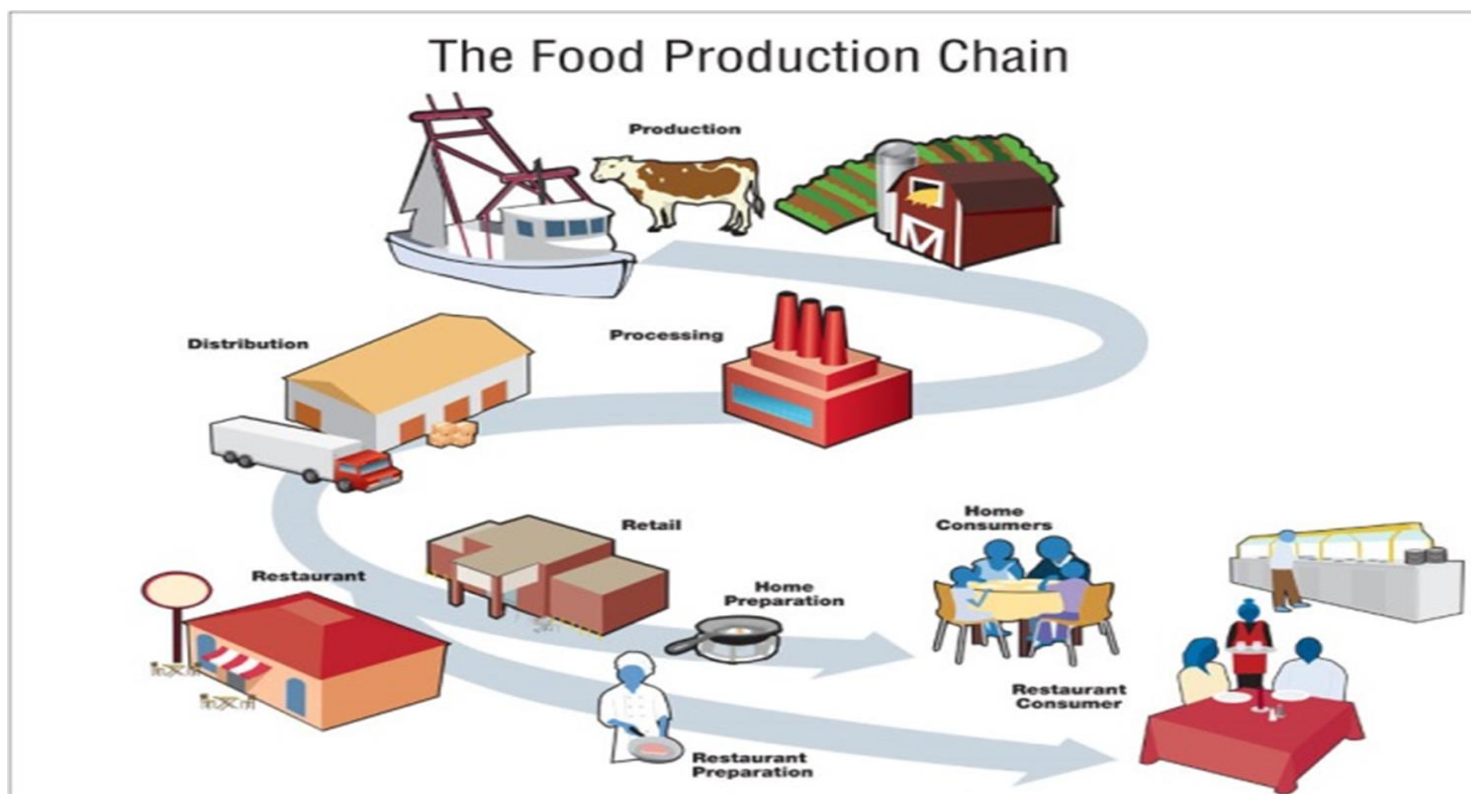 The Food Production Chain
Production
Processing
Distribution
Retail
Home
Consumers
Restaurant
Home
Preparation
Restaurant
Consumer
Restaurant
Preparation